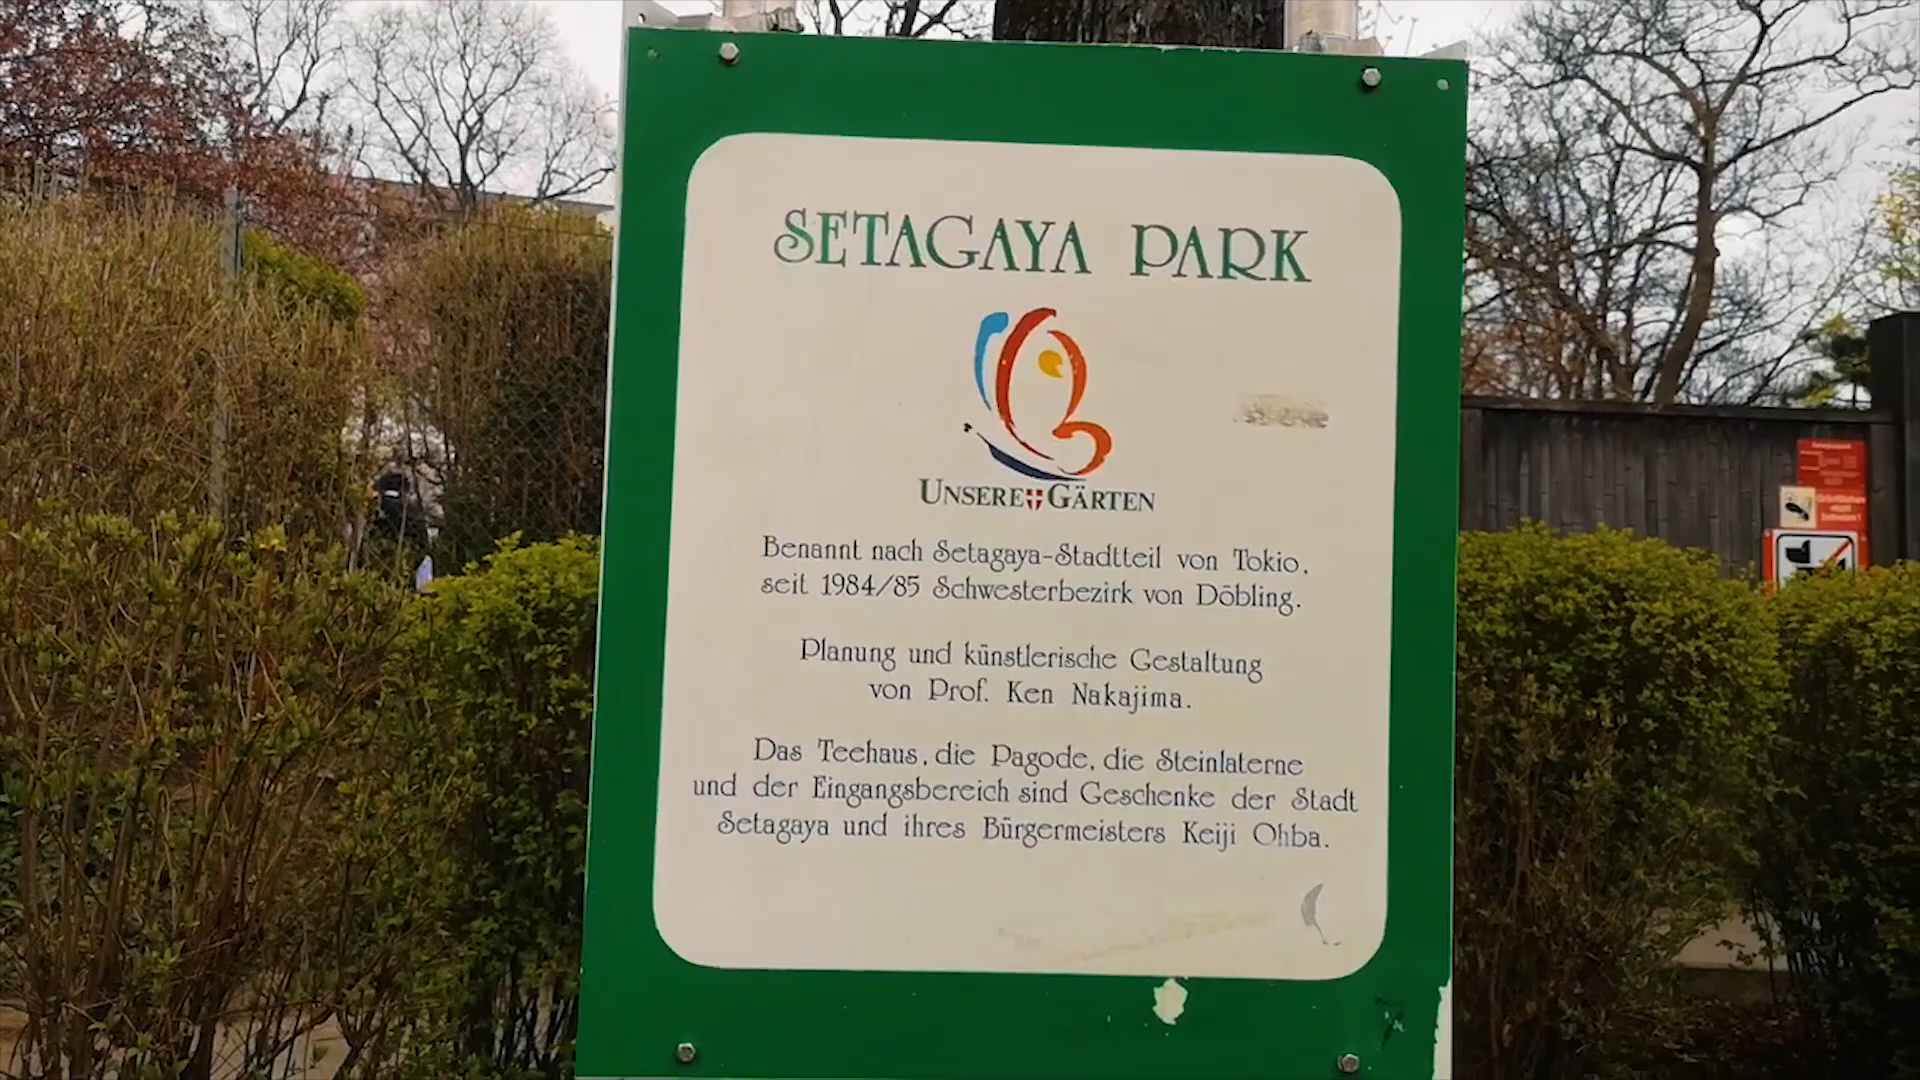 SETAGAYA PARK
UNSERE GÄRTEN
Benannt nach Setagaya-Stadtteil von Tokio,
seit 1984/85 Schwesterbezirk von Döbling.
Planung und künstlerische Gestaltung
von Prof. Ken Nakajima.
Das Teehaus, die Pagode, die Steinlaterne
und der Eingangsbereich sind Geschenke der Stadt
Setagaya und ihres Bürgermeisters Keiji Ohba.